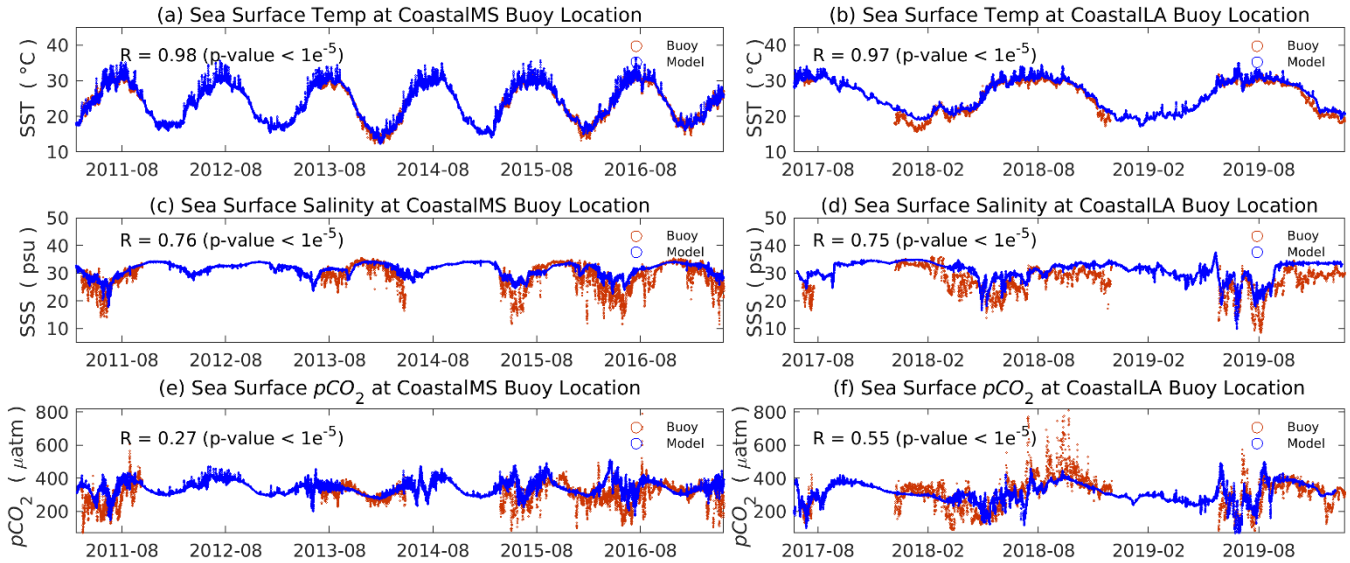 (a) Sea Surface Temp at CoastalMS Buoy Location
R = 0.98 (p-value < 1e-5)
Buoy
Model
SST ( °C)
40
30
20
10
2011-08 2012-08 2013-08 2014-08 2015-08 2016-08
(b) Sea Surface Temp at CoastalLA Buoy Location
R = 0.97 (p-value < 1e-5)
Buoy
Model
SST ( °C)
40
30
20
10
2017-08 2018-02 2018-08 2019-02 2019-08
(c) Sea Surface Salinity at CoastalMS Buoy Location
R = 0.76 (p-value < 1e-5)
Buoy
Model
SSS ( psu)
50
40
30
20
10
2011-08 2012-08 2013-08 2014-08 2015-08 2016-08
(d) Sea Surface Salinity at CoastalLA Buoy Location
R = 0.75 (p-value < 1e-5)
Buoy
Model
SSS ( psu)
50
40
30
20
10
2017-08 2018-02 2018-08 2019-02 2019-08
(e) Sea Surface pCO2 at CoastalMS Buoy Location
R = 0.27 (p-value < 1e-5)
Buoy
Model
pCO2 ( μatm)
800
600
400
200
2011-08 2012-08 2013-08 2014-08 2015-08 2016-08
(f) Sea Surface pCO2 at CoastalLA Buoy Location
R = 0.55 (p-value < 1e-5)
Buoy
Model
pCO2 ( μatm)
800
600
400
200
2017-08 2018-02 2018-08 2019-02 2019-08